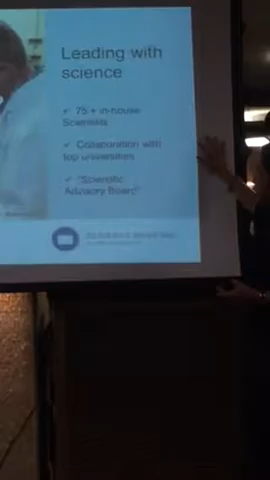 Leading with
science
✓ 75 + in-house
Scientists
✓ Collaboration with
top universities
✓ "Scientific
Advisory Board"